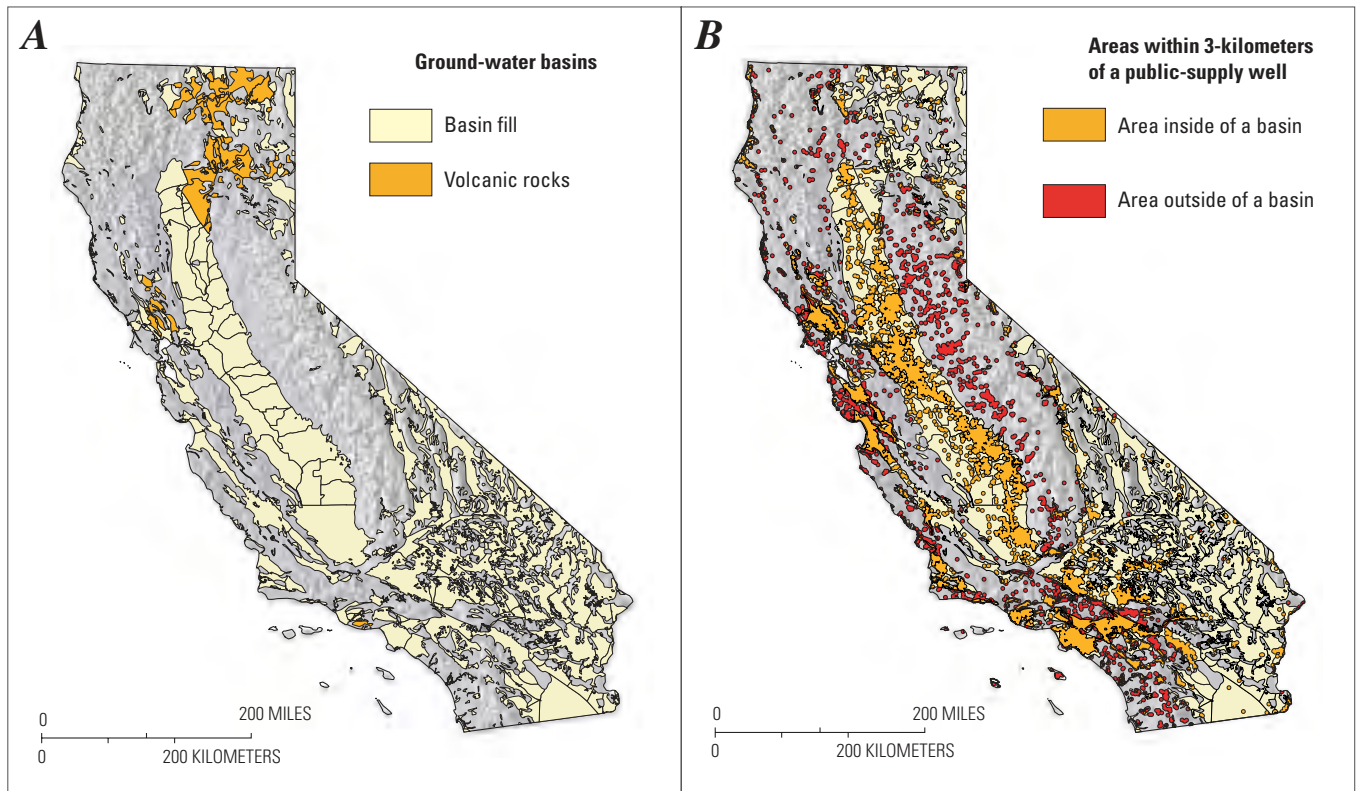 A
Ground-water basins
Basin fill
Volcanic rocks
0 200 MILES
0 200 KILOMETERS
B
Areas within 3-kilometers
of a public-supply well
Area inside of a basin
Area outside of a basin
0 200 MILES
0 200 KILOMETERS